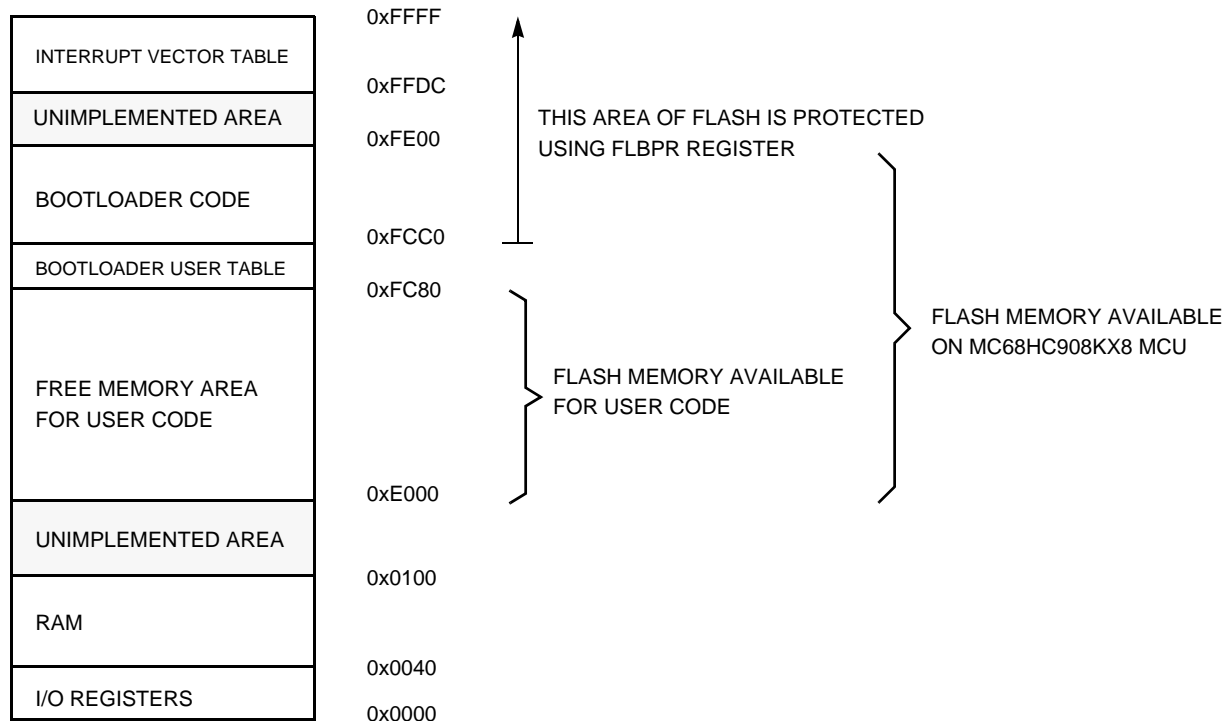 0xFFFF
INTERRUPT VECTOR TABLE
0xFFDC
UNIMPLEMENTED AREA
0xFE00
THIS AREA OF FLASH IS PROTECTED
USING FLBPR REGISTER
BOOTLOADER CODE
0xFCC0
BOOTLOADER USER TABLE
0xFC80
FLASH MEMORY AVAILABLE
ON MC68HC908KX8 MCU
FREE MEMORY AREA
FOR USER CODE
FLASH MEMORY AVAILABLE
FOR USER CODE
0xE000
UNIMPLEMENTED AREA
0x0100
RAM
0x0040
I/O REGISTERS
0x0000